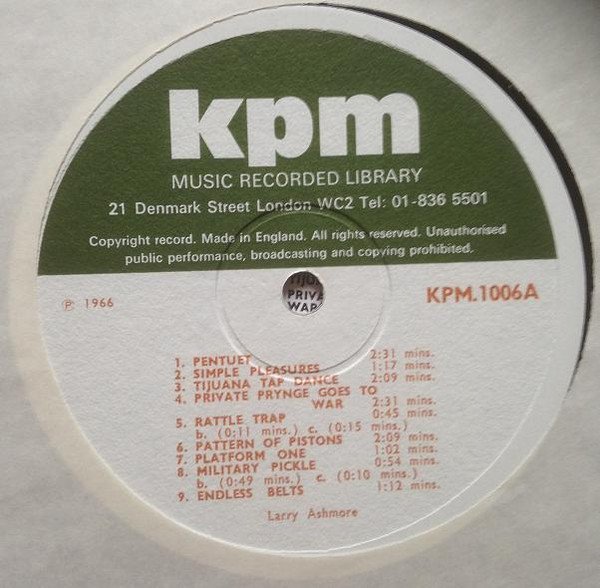 kpm
MUSIC RECORDED LIBRARY
21 Denmark Street London WC2 Tel: 01-836 5501
Copyright record. Made in England. All rights reserved. Unauthorised
public performance, broadcasting and copying prohibited.
℗ 1966
KPM.1006A
PRIVA
WAR
1. PENTUET 2:31 mins.
2. SIMPLE PLEASURES 1:17 mins.
3. TIJUANA TAP DANCE 2:09 mins.
4. PRIVATE PRYNGE GOES TO
WAR 2:31 mins.
5. RATTLE TRAP 0:45 mins.
b. (0:11 mins.) c. (0:15 mins.)
6. PATTERN OF PISTONS 2:09 mins.
7. PLATFORM ONE 1:02 mins.
8. MILITARY PICKLE 0:54 mins.
b. (0:49 mins.) c. (0:10 mins.)
9. ENDLESS BELTS 1:12 mins.
Larry Ashmore